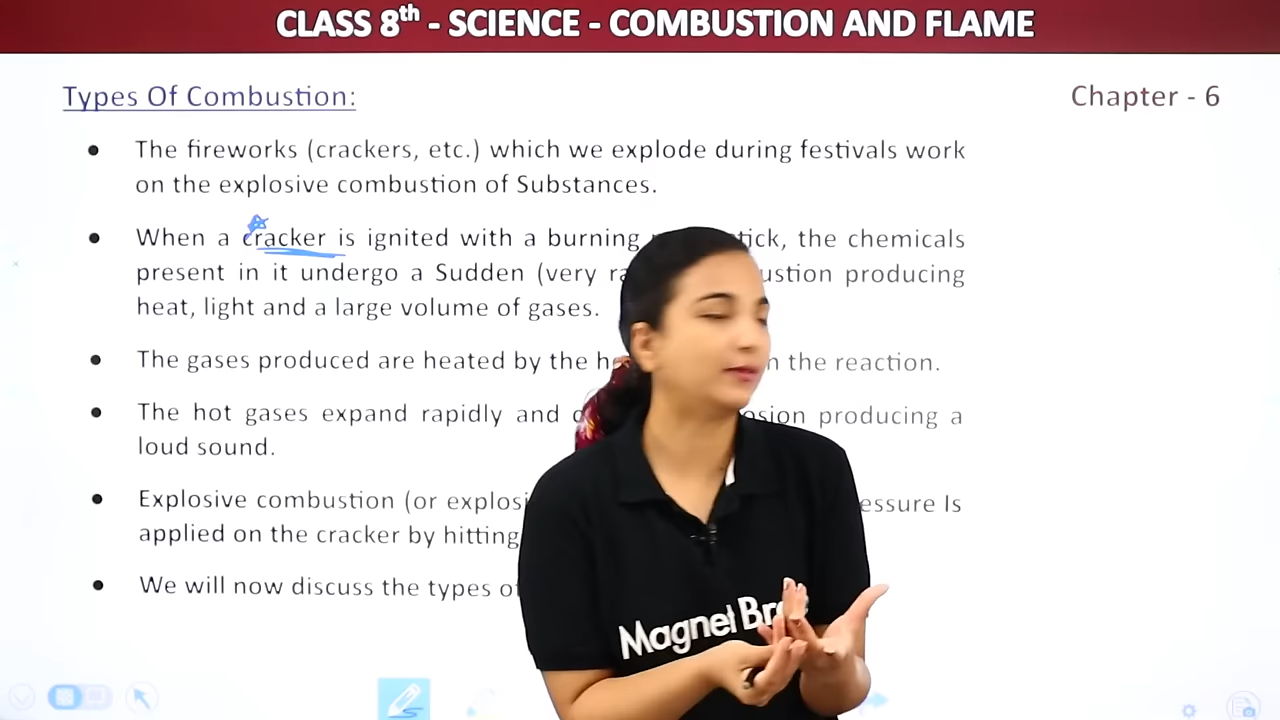 CLASS 8th - SCIENCE - COMBUSTION AND FLAME
Types Of Combustion:
Chapter - 6
• The fireworks (crackers, etc.) which we explode during festivals work
on the explosive combustion of Substances.
• When a cracker is ignited with a burning tick, the chemicals
present in it undergo a Sudden (very ustion producing
heat, light and a large volume of gases.
• The gases produced are heated by the the reaction.
• The hot gases expand rapidly and osion producing a
loud sound.
• Explosive combustion (or explosi essure Is
applied on the cracker by hitting
• We will now discuss the types
Magnet Br